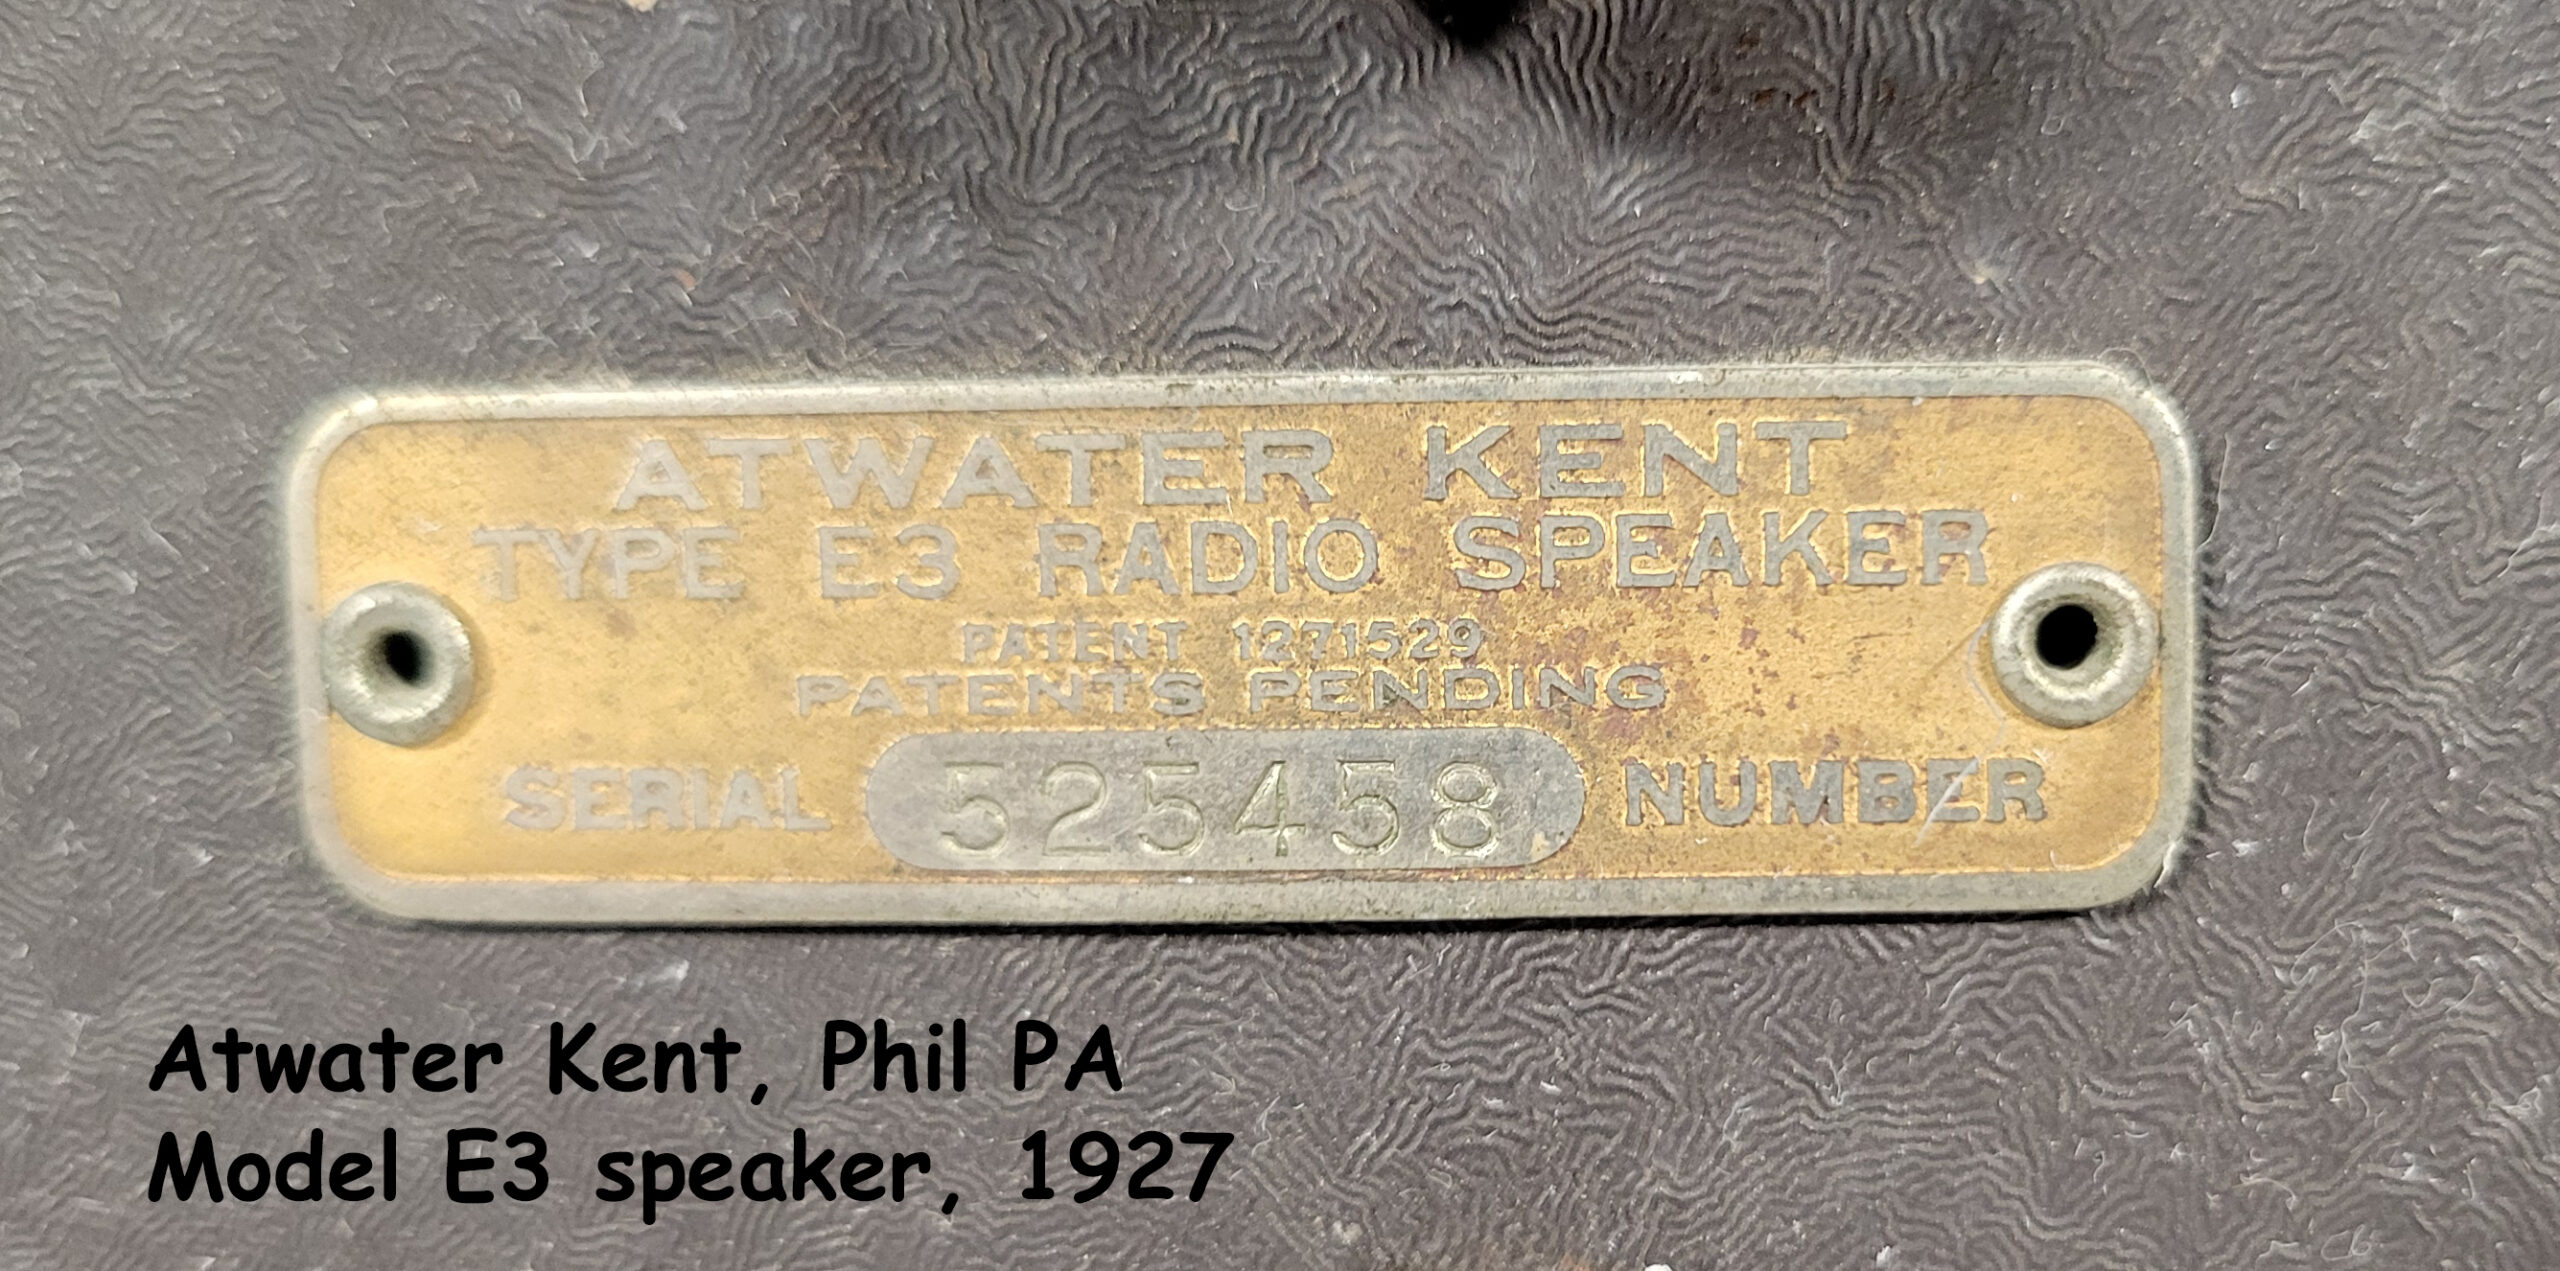 ATWATER KENT
TYPE E3 RADIO SPEAKER
PATENT 1271529
PATENTS PENDING
SERIAL 525458 NUMBER
Atwater Kent, Phil PA
Model E3 speaker, 1927